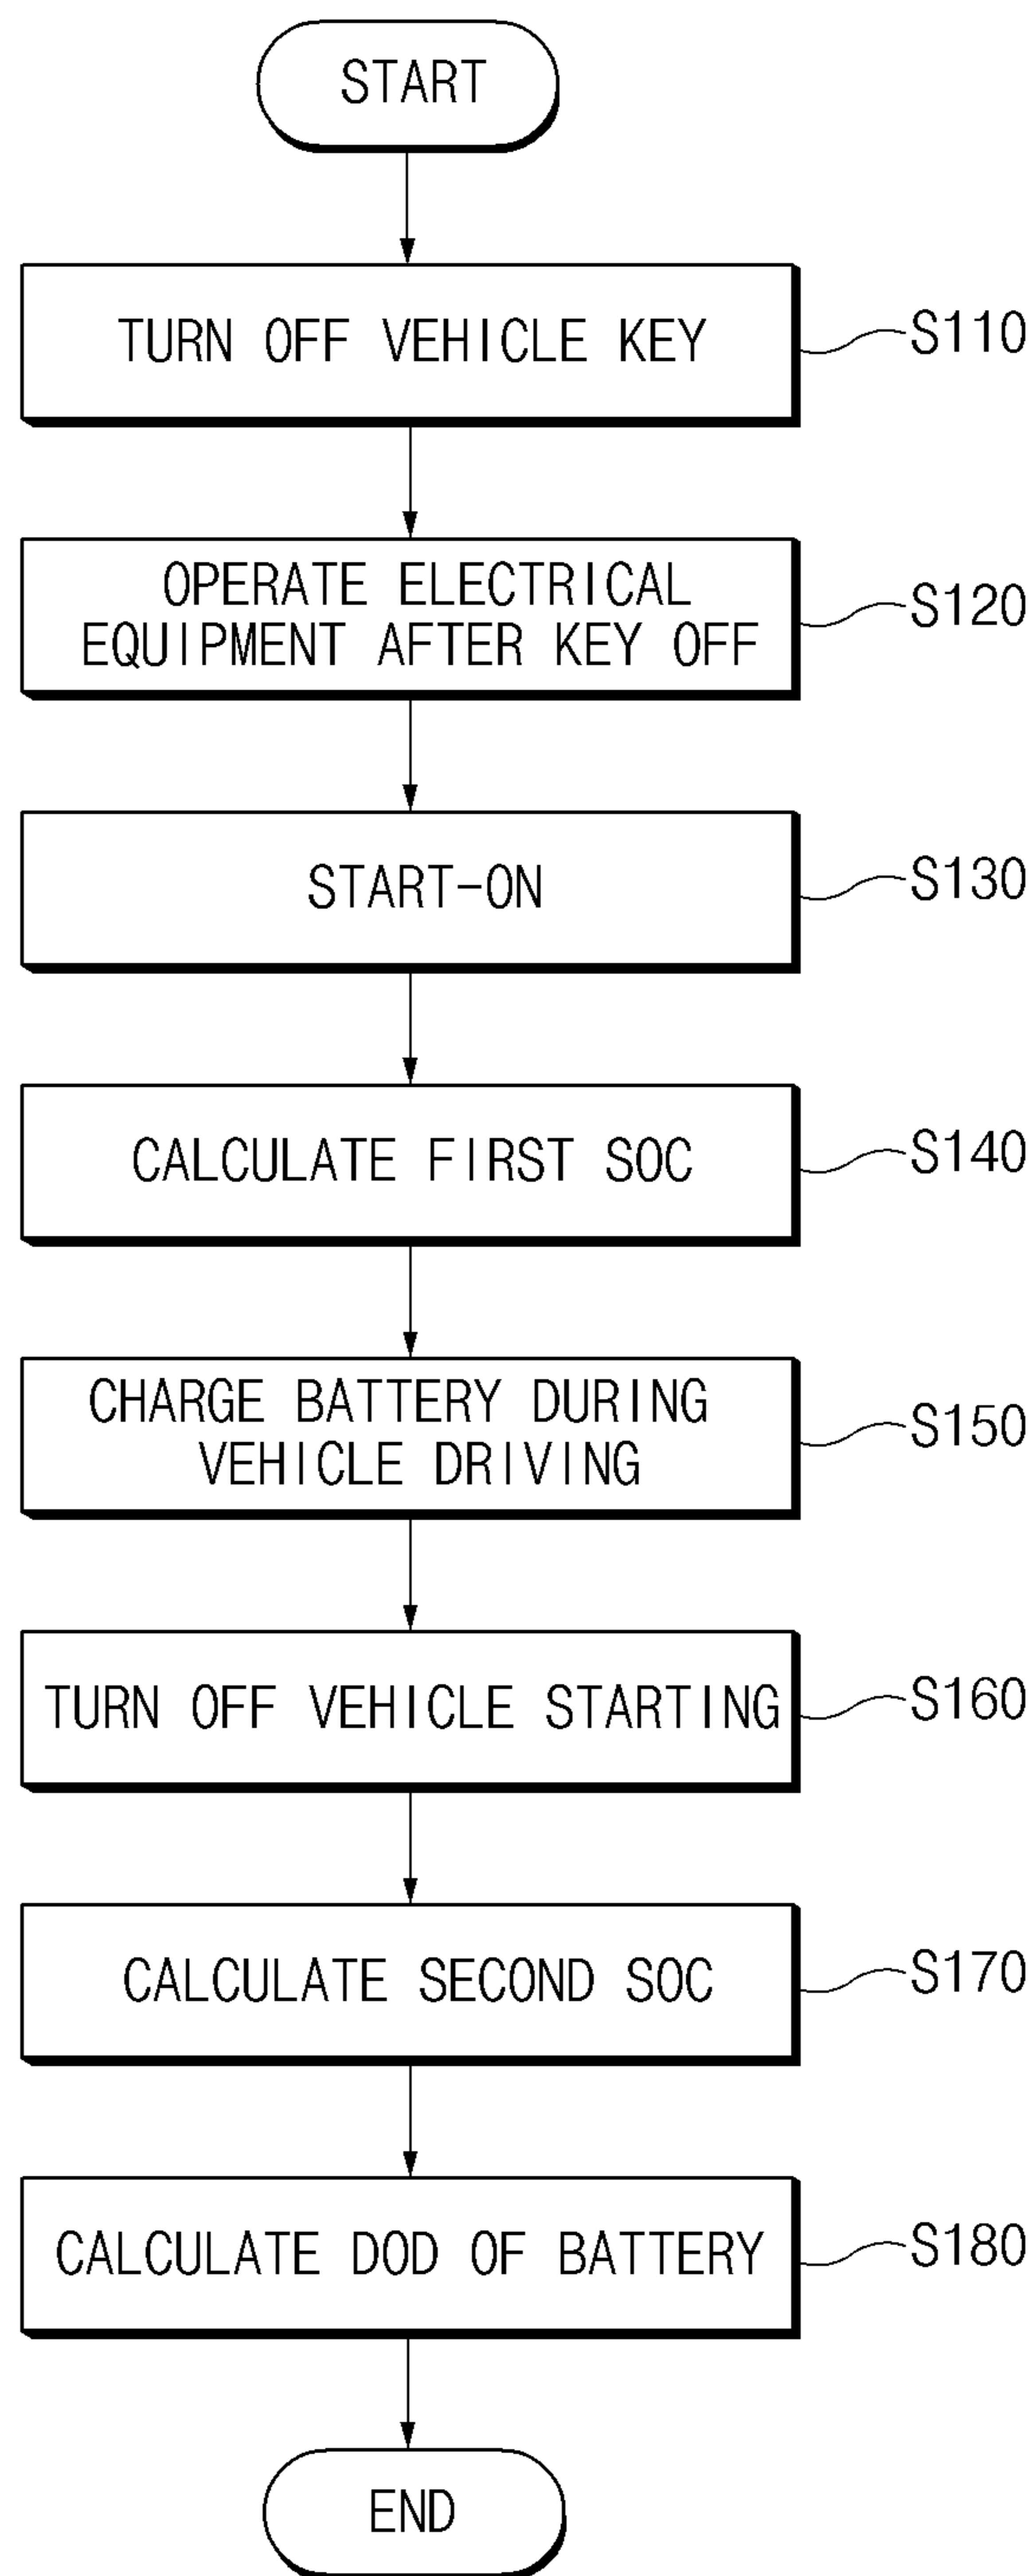 START
TURN OFF VEHICLE KEY
S110
OPERATE ELECTRICAL
EQUIPMENT AFTER KEY OFF
S120
START-ON
S130
CALCULATE FIRST SOC
S140
CHARGE BATTERY DURING
VEHICLE DRIVING
S150
TURN OFF VEHICLE STARTING
S160
CALCULATE SECOND SOC
S170
CALCULATE DOD OF BATTERY
S180
END